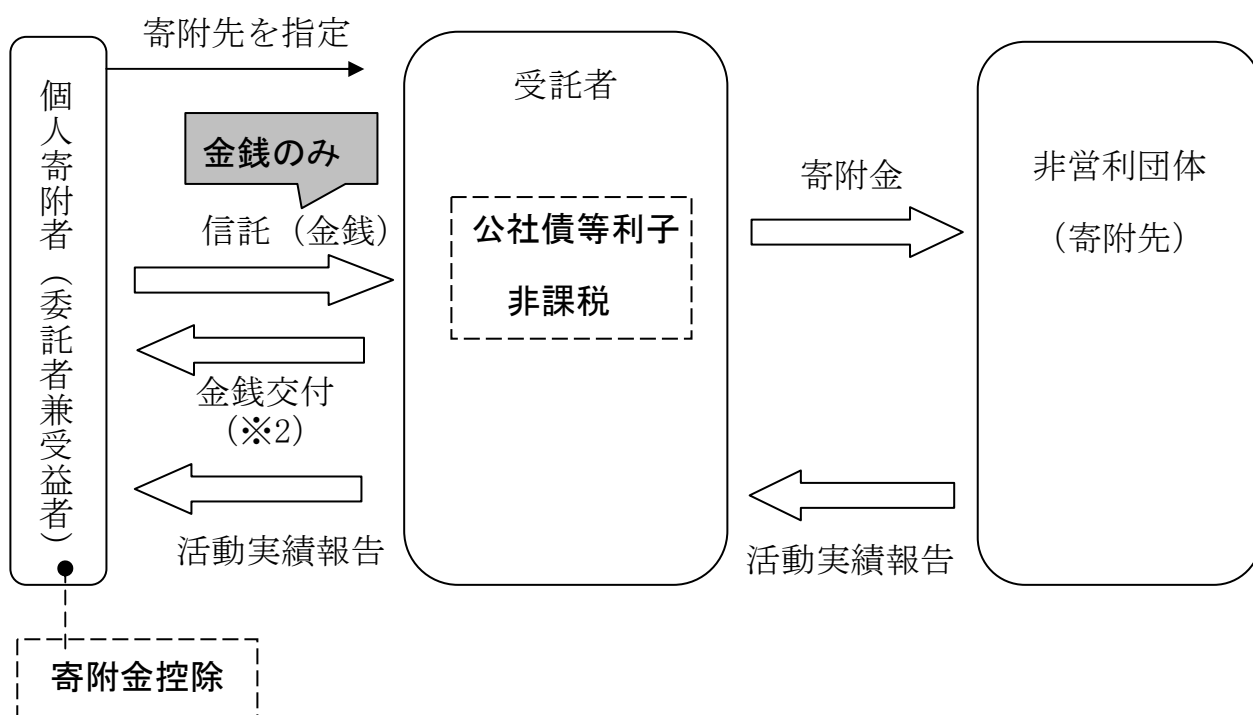 寄附先を指定
個人寄附者（委託者兼受益者）
金銭のみ
信託（金銭）
金銭交付
（※2）
活動実績報告
寄附金控除
受託者
公社債等利子
非課税
寄附金
活動実績報告
非営利団体
（寄附先）